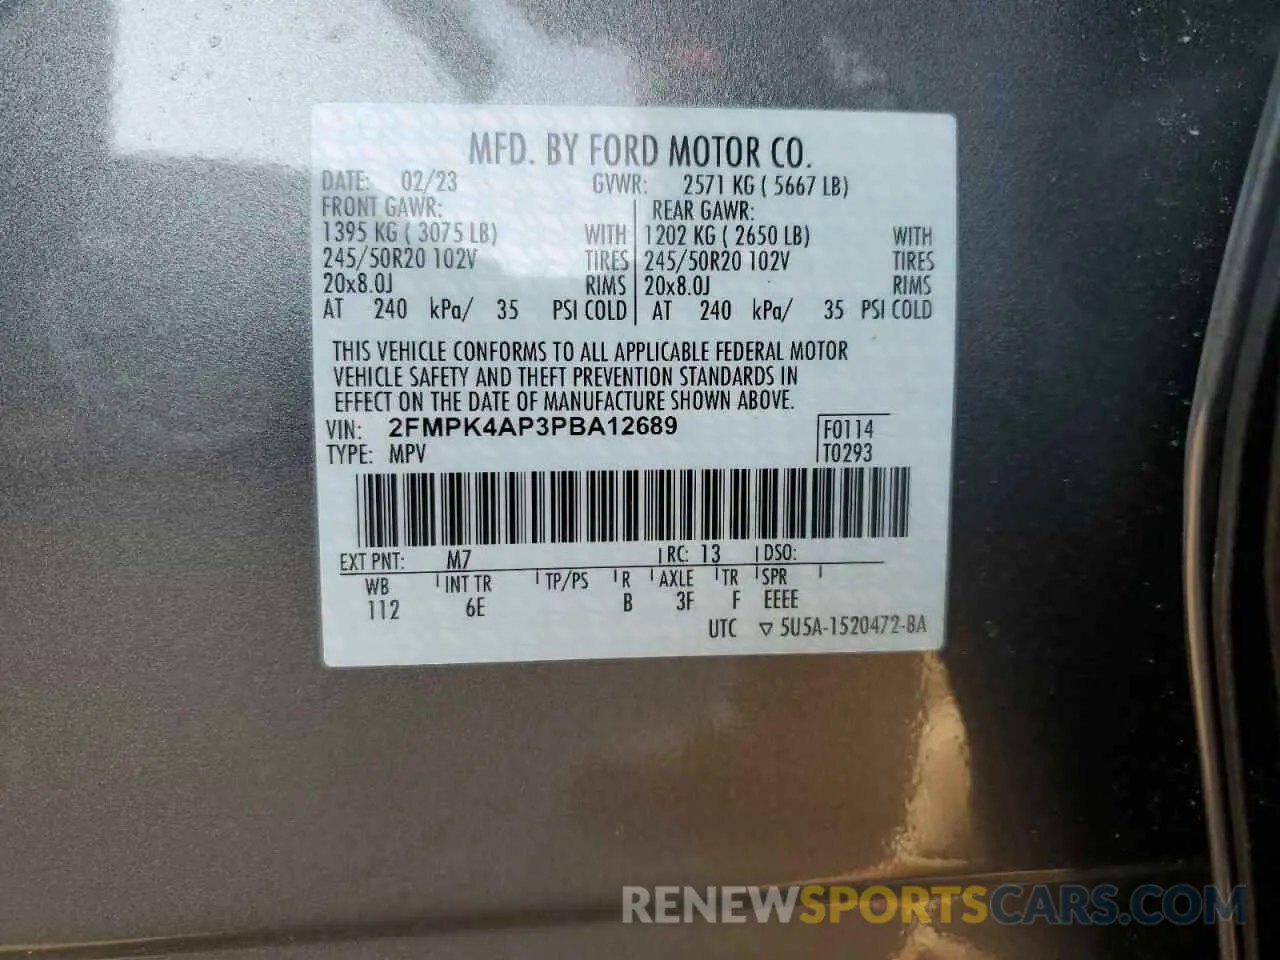 MFD. BY FORD MOTOR CO.
DATE: 02/23 GVWR: 2571 KG ( 5667 LB)
FRONT GAWR: REAR GAWR:
1395 KG ( 3075 LB) WITH 1202 KG ( 2650 LB) WITH
245/50R20 102V TIRES 245/50R20 102V TIRES
20x8.0J RIMS 20x8.0J RIMS
AT 240 kPa/ 35 PSI COLD AT 240 kPa/ 35 PSI COLD
THIS VEHICLE CONFORMS TO ALL APPLICABLE FEDERAL MOTOR
VEHICLE SAFETY AND THEFT PREVENTION STANDARDS IN
EFFECT ON THE DATE OF MANUFACTURE SHOWN ABOVE.
VIN: 2FMPK4AP3PBA12689 F0114
TYPE: MPV T0293
EXT PNT: M7 RC: 13 DSO:
WB INT TR TP/PS R AXLE TR SPR
112 6E B 3F F EEEE
UTC ▽ 5U5A-1520472-BA
RENEWSPORTSCARS.COM